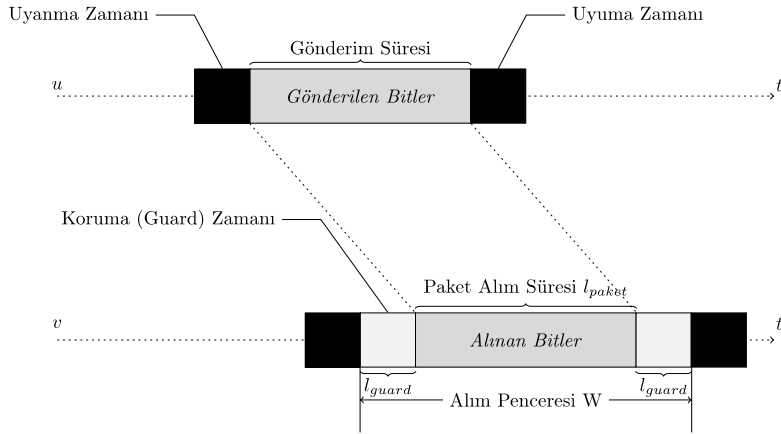 Uyanma Zamanı
Uyuma Zamanı
Gönderim Süresi
u
Gönderilen Bitler
t
Koruma (Guard) Zamanı
Paket Alım Süresi l_paket
v
Alınan Bitler
t
l_guard
l_guard
Alım Penceresi W